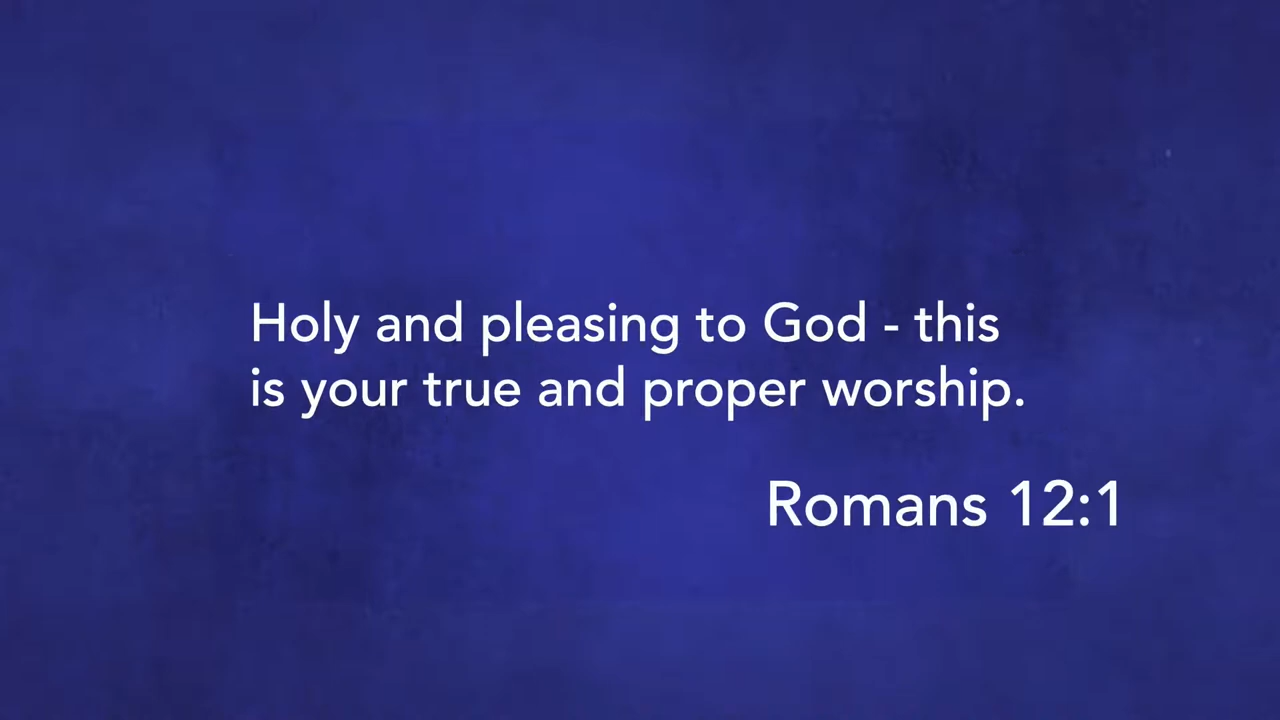 Holy and pleasing to God - this
is your true and proper worship.
Romans 12:1